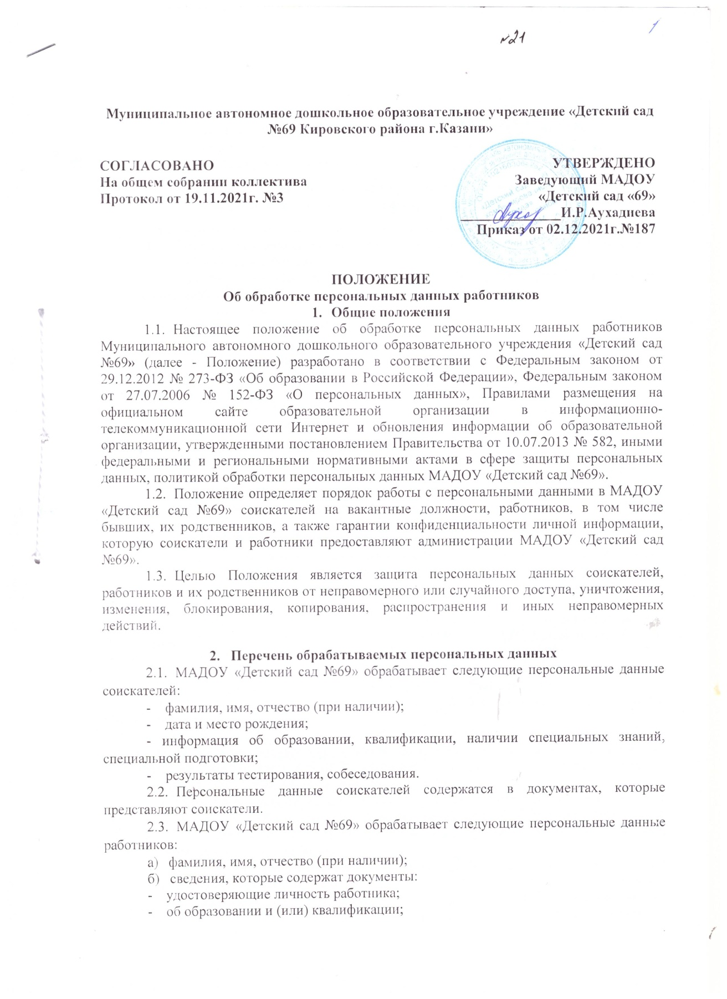 №21
1
Муниципальное автономное дошкольное образовательное учреждение «Детский сад
№69 Кировского района г.Казани»
СОГЛАСОВАНО
На общем собрании коллектива
Протокол от 19.11.2021г. №3
УТВЕРЖДЕНО
Заведующий МАДОУ
«Детский сад «69»
И.Р.Аухадиева
Приказ от 02.12.2021г.№187
ПОЛОЖЕНИЕ
Об обработке персональных данных работников
1. Общие положения
1.1. Настоящее положение об обработке персональных данных работников
Муниципального автономного дошкольного образовательного учреждения «Детский сад
№69» (далее - Положение) разработано в соответствии с Федеральным законом от
29.12.2012 № 273-ФЗ «Об образовании в Российской Федерации», Федеральным законом
от 27.07.2006 № 152-ФЗ «О персональных данных», Правилами размещения на
официальном сайте образовательной организации в информационно-
телекоммуникационной сети Интернет и обновления информации об образовательной
организации, утвержденными постановлением Правительства от 10.07.2013 № 582, иными
федеральными и региональными нормативными актами в сфере защиты персональных
данных, политикой обработки персональных данных МАДОУ «Детский сад №69».
1.2. Положение определяет порядок работы с персональными данными в МАДОУ
«Детский сад №69» соискателей на вакантные должности, работников, в том числе
бывших, их родственников, а также гарантии конфиденциальности личной информации,
которую соискатели и работники предоставляют администрации МАДОУ «Детский сад
№69».
1.3. Целью Положения является защита персональных данных соискателей,
работников и их родственников от неправомерного или случайного доступа, уничтожения,
изменения, блокирования, копирования, распространения и иных неправомерных
действий.
2. Перечень обрабатываемых персональных данных
2.1. МАДОУ «Детский сад №69» обрабатывает следующие персональные данные
соискателей:
- фамилия, имя, отчество (при наличии);
- дата и место рождения;
- информация об образовании, квалификации, наличии специальных знаний,
специальной подготовки;
- результаты тестирования, собеседования.
2.2. Персональные данные соискателей содержатся в документах, которые
представляют соискатели.
2.3. МАДОУ «Детский сад №69» обрабатывает следующие персональные данные
работников:
а) фамилия, имя, отчество (при наличии);
б) сведения, которые содержат документы:
- удостоверяющие личность работника;
- об образовании и (или) квалификации;